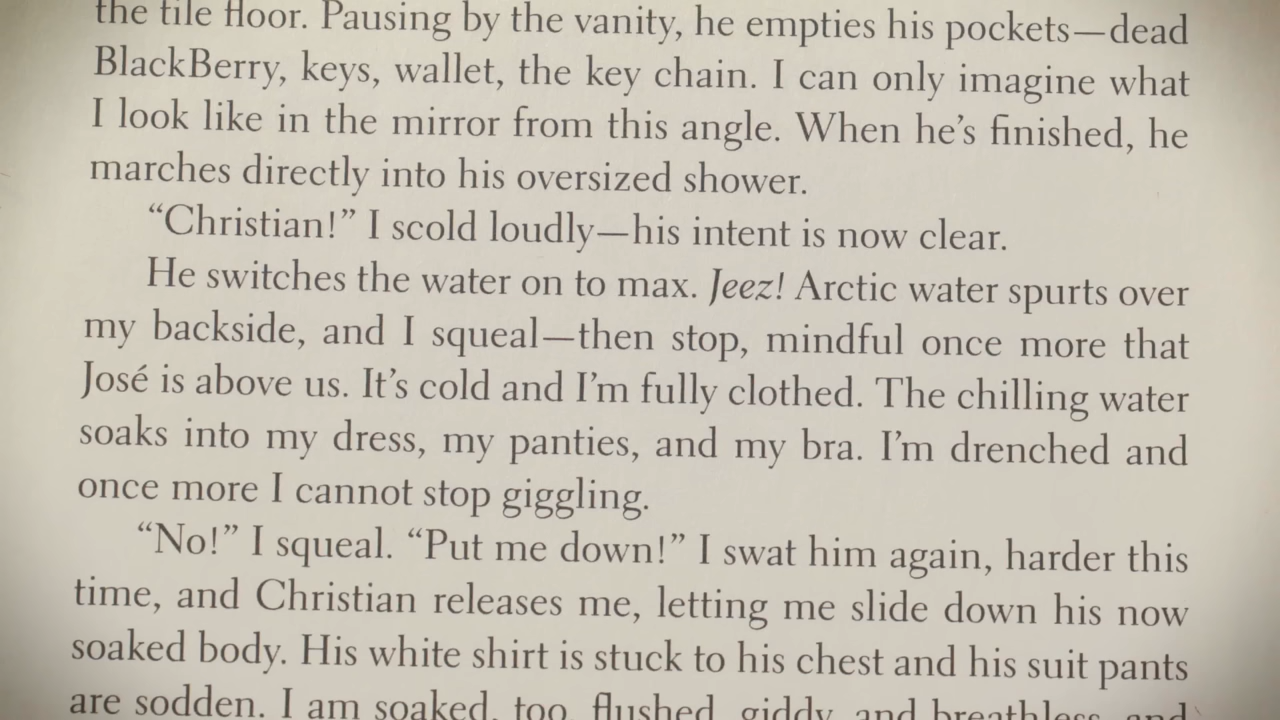 the tile floor. Pausing by the vanity, he empties his pockets—dead
BlackBerry, keys, wallet, the key chain. I can only imagine what
I look like in the mirror from this angle. When he's finished, he
marches directly into his oversized shower.
“Christian!” I scold loudly—his intent is now clear.
He switches the water on to max. Jeez! Arctic water spurts over
my backside, and I squeal—then stop, mindful once more that
José is above us. It's cold and I'm fully clothed. The chilling water
soaks into my dress, my panties, and my bra. I'm drenched and
once more I cannot stop giggling.
“No!” I squeal. “Put me down!” I swat him again, harder this
time, and Christian releases me, letting me slide down his now
soaked body. His white shirt is stuck to his chest and his suit pants
are sodden. I am soaked, too, flushed, giddy, and breathless, and